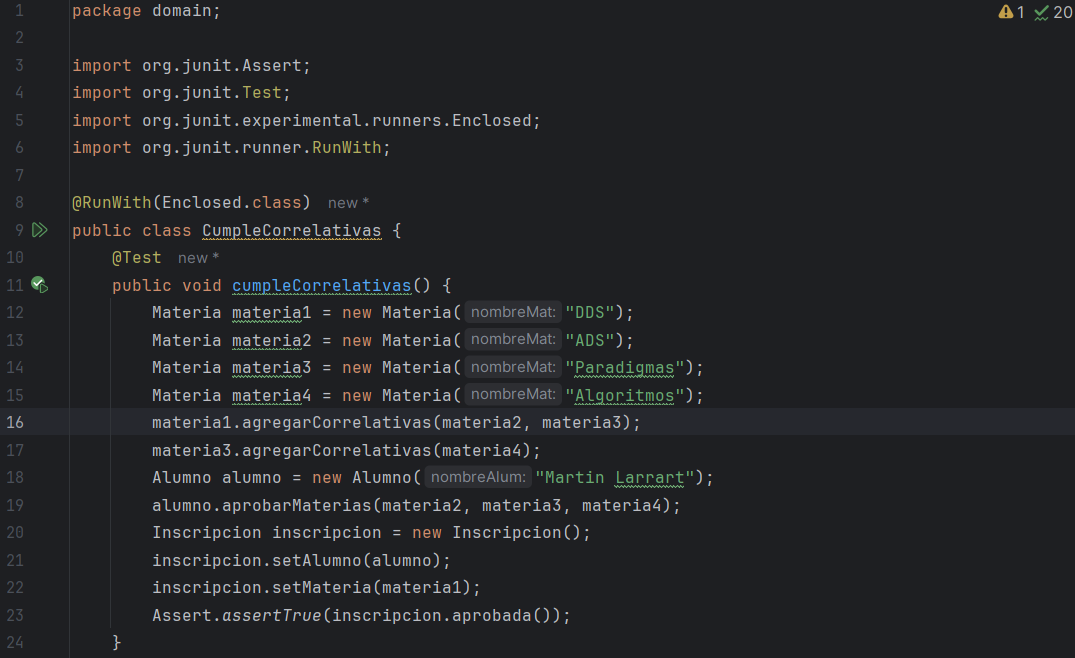 1 package domain; 1 20
2
3 import org.junit.Assert;
4 import org.junit.Test;
5 import org.junit.experimental.runners.Enclosed;
6 import org.junit.runner.RunWith;
7
8 @RunWith(Enclosed.class) new *
9 public class CumpleCorrelativas {
10 @Test new *
11 public void cumpleCorrelativas() {
12 Materia materia1 = new Materia( nombreMat: "DDS");
13 Materia materia2 = new Materia( nombreMat: "ADS");
14 Materia materia3 = new Materia( nombreMat: "Paradigmas");
15 Materia materia4 = new Materia( nombreMat: "Algoritmos");
16 materia1.agregarCorrelativas(materia2, materia3);
17 materia3.agregarCorrelativas(materia4);
18 Alumno alumno = new Alumno( nombreAlum: "Martin Larrart");
19 alumno.aprobarMaterias(materia2, materia3, materia4);
20 Inscripcion inscripcion = new Inscripcion();
21 inscripcion.setAlumno(alumno);
22 inscripcion.setMateria(materia1);
23 Assert.assertTrue(inscripcion.aprobada());
24 }